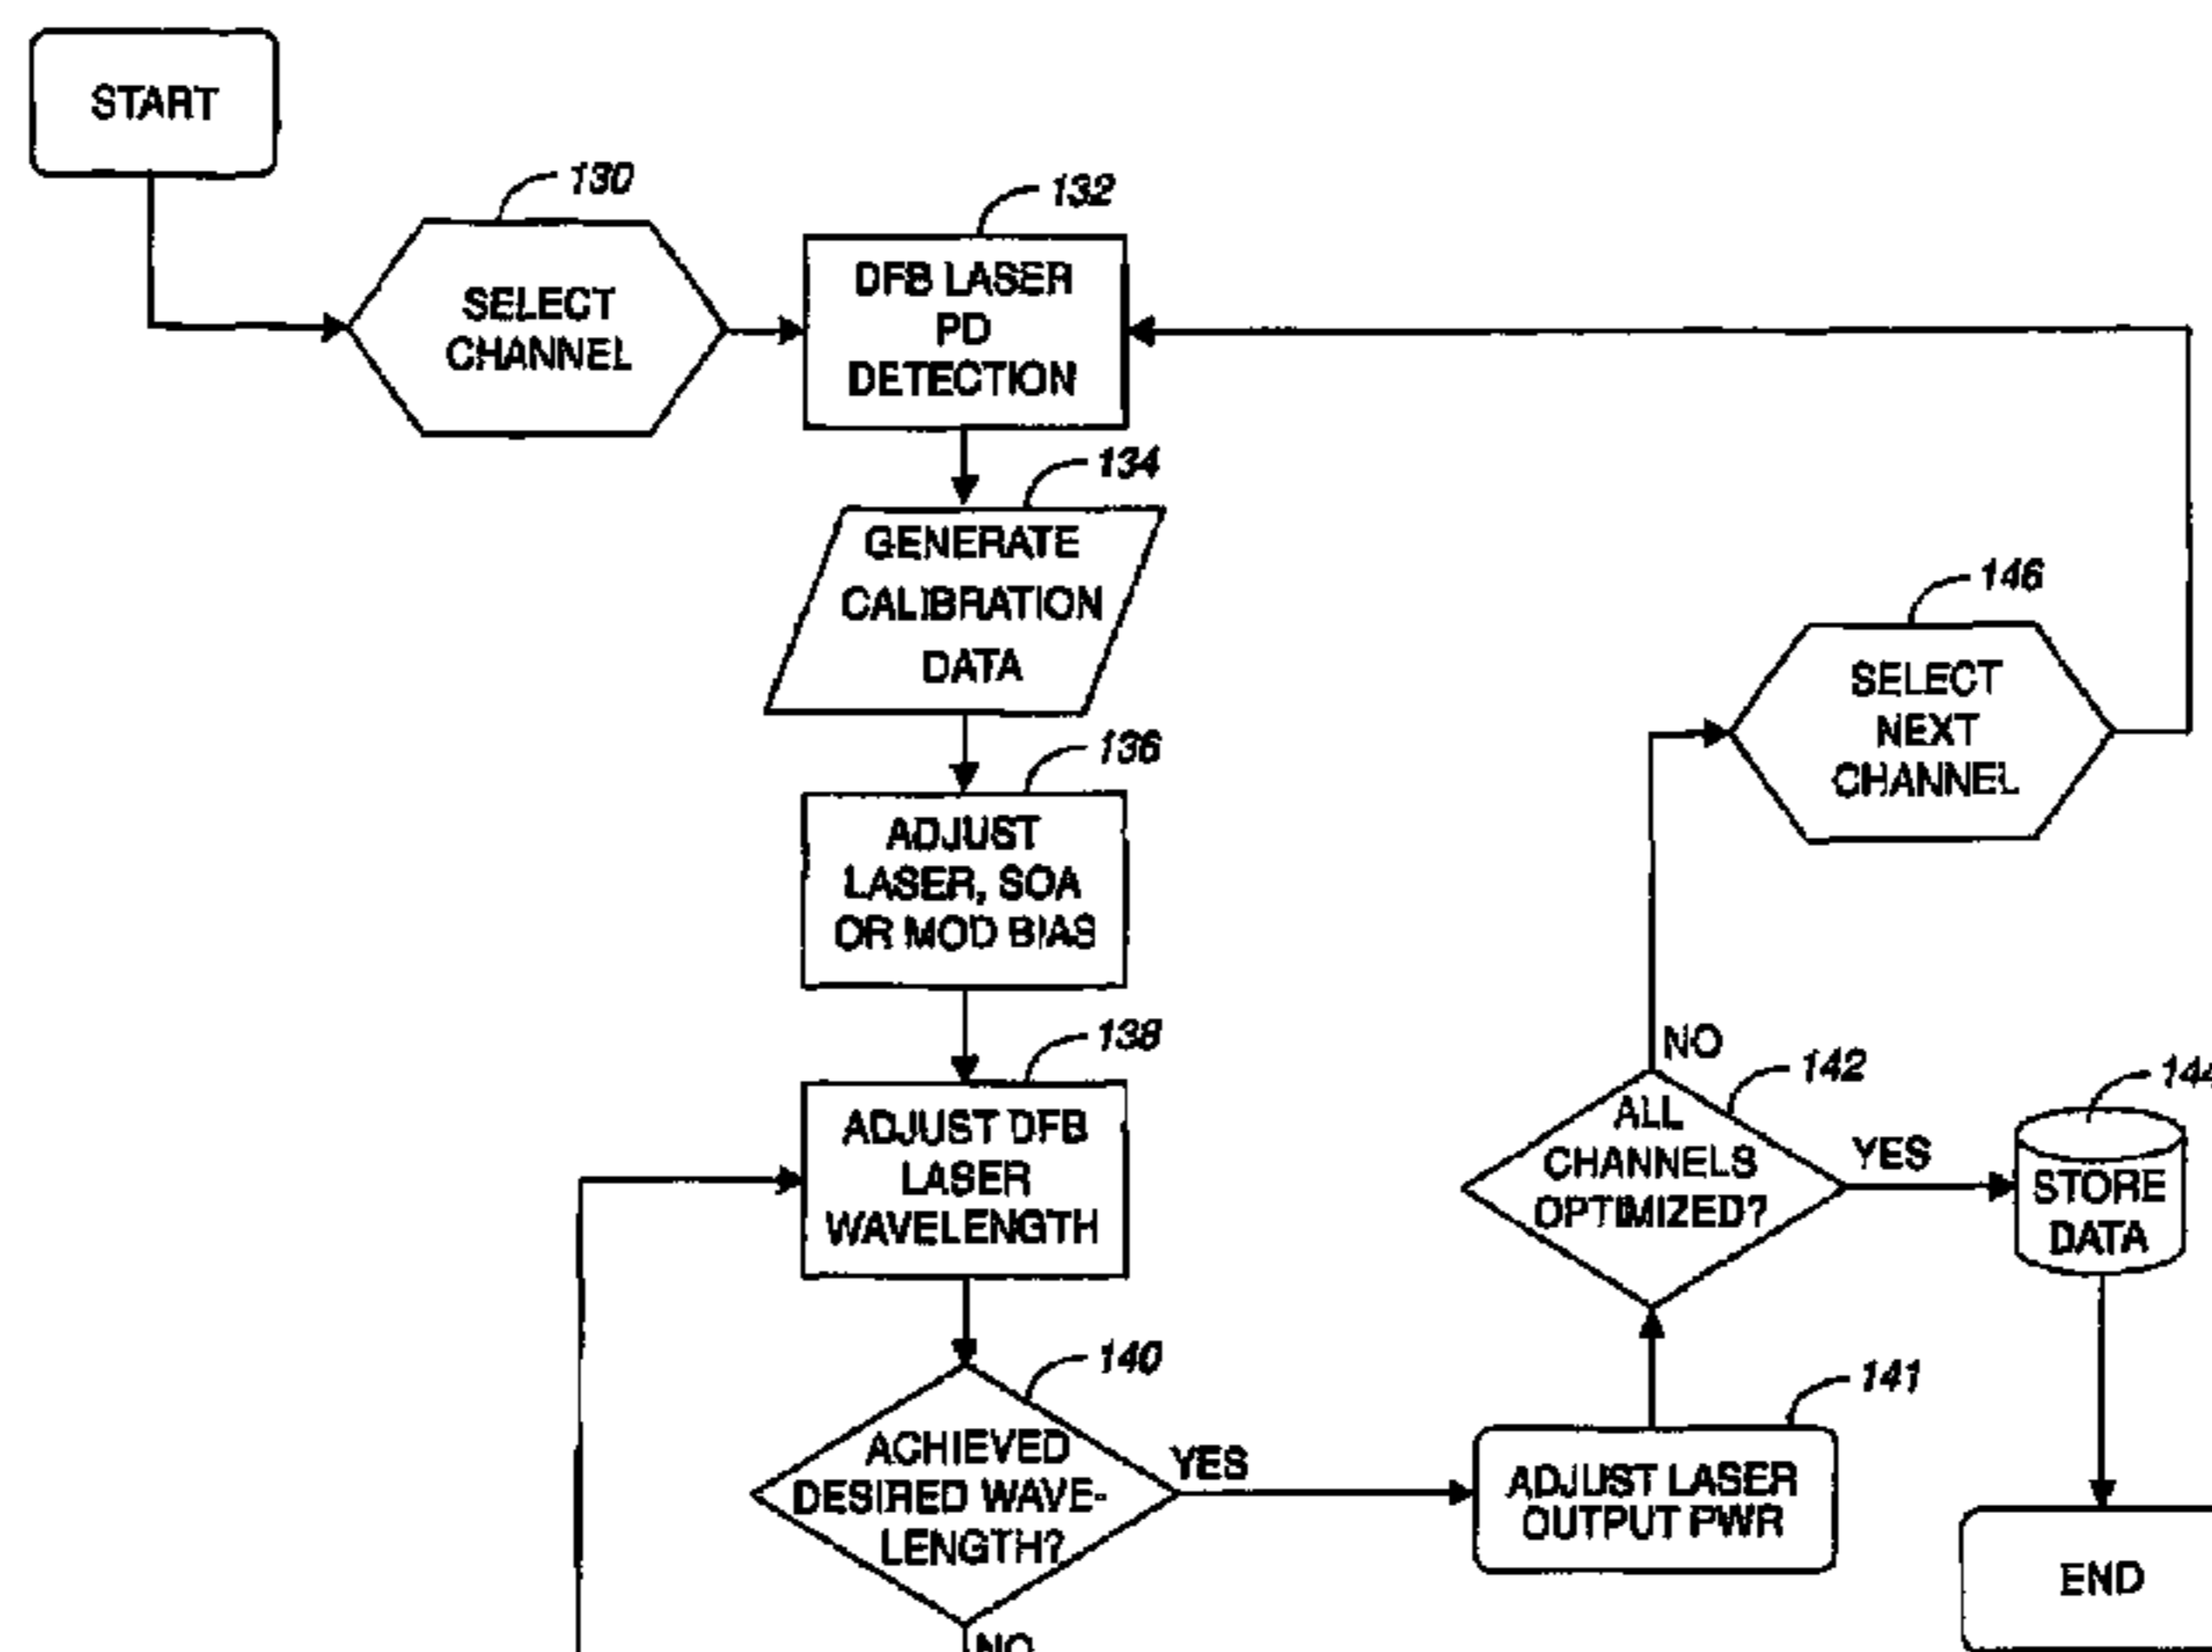 START
130
SELECT
CHANNEL
132
DFB LASER
PD
DETECTION
134
GENERATE
CALIBRATION
DATA
136
ADJUST
LASER, SOA
OR MOD BIAS
138
ADJUST DFB
LASER
WAVELENGTH
140
ACHIEVED
DESIRED WAVE-
LENGTH?
YES
NO
141
ADJUST LASER
OUTPUT PWR
142
ALL
CHANNELS
OPTIMIZED?
NO
YES
146
SELECT
NEXT
CHANNEL
144
STORE
DATA
END